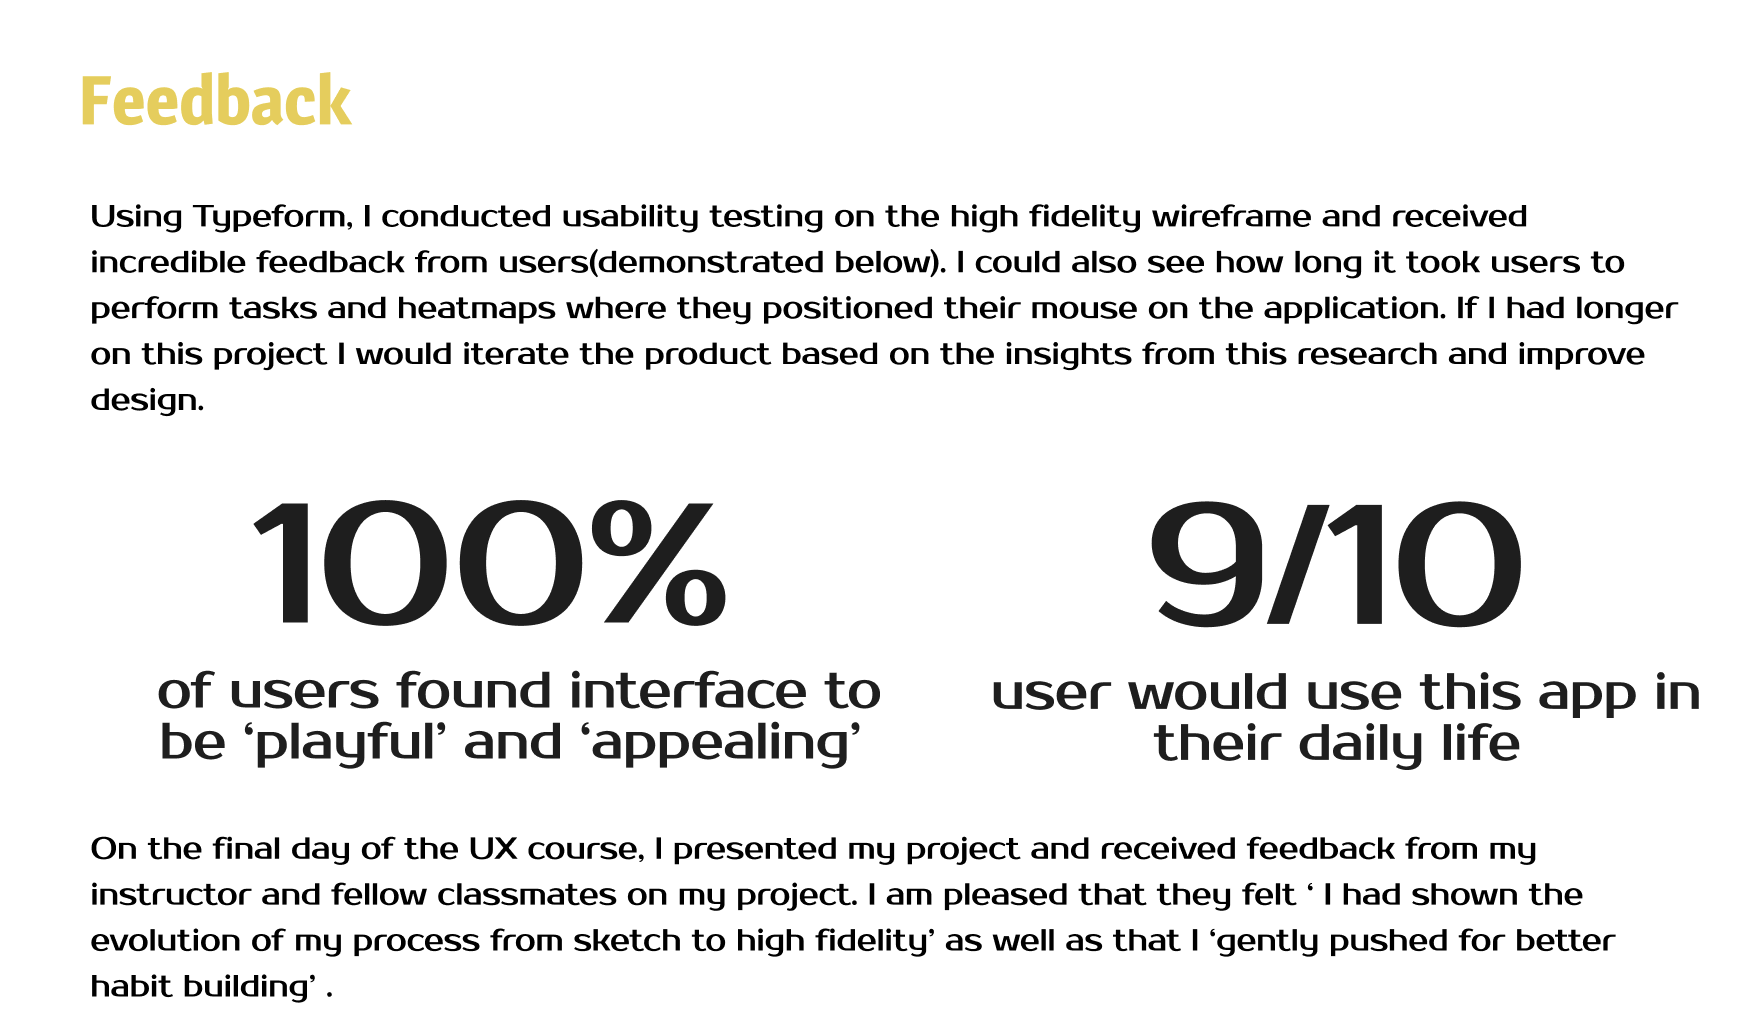 Feedback
Using Typeform, I conducted usability testing on the high fidelity wireframe and received
incredible feedback from users(demonstrated below). I could also see how long it took users to
perform tasks and heatmaps where they positioned their mouse on the application. If I had longer
on this project I would iterate the product based on the insights from this research and improve
design.
100%
of users found interface to
be ‘playful’ and ‘appealing’
9/10
user would use this app in
their daily life
On the final day of the UX course, I presented my project and received feedback from my
instructor and fellow classmates on my project. I am pleased that they felt ‘ I had shown the
evolution of my process from sketch to high fidelity’ as well as that I ‘gently pushed for better
habit building’ .